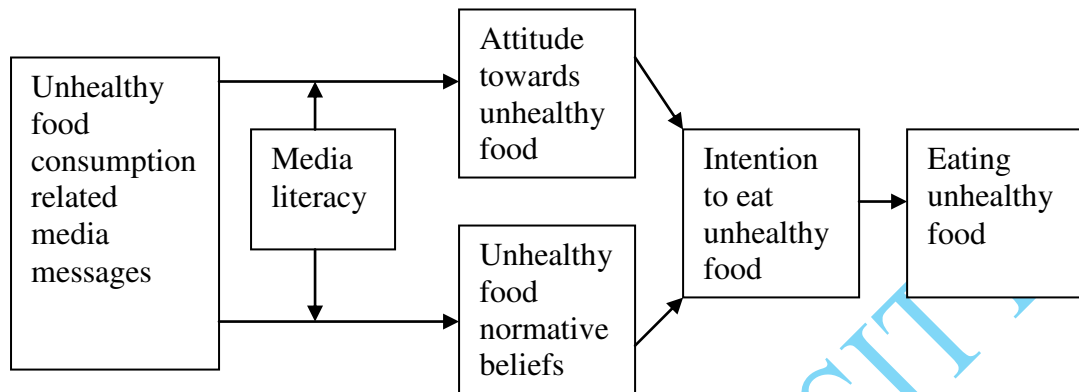 Unhealthy
food
consumption
related
media
messages
Media
literacy
Attitude
towards
unhealthy
food
Unhealthy
food
normative
beliefs
Intention
to eat
unhealthy
food
Eating
unhealthy
food
SIT